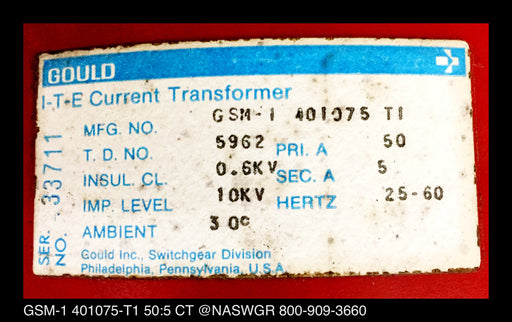 GOULD
I-T-E Current Transformer
MFG. NO. GSM-1 401075 T1
T. D. NO. 5962 PRI. A 50
INSUL. CL. 0.6KV SEC. A 5
IMP. LEVEL 10KV HERTZ 25-60
AMBIENT 30°
SER. NO. 33711
Gould Inc., Switchgear Division
Philadelphia, Pennsylvania, U.S.A.
GSM-1 401075-T1 50:5 CT @NASWGR 800-909-3660